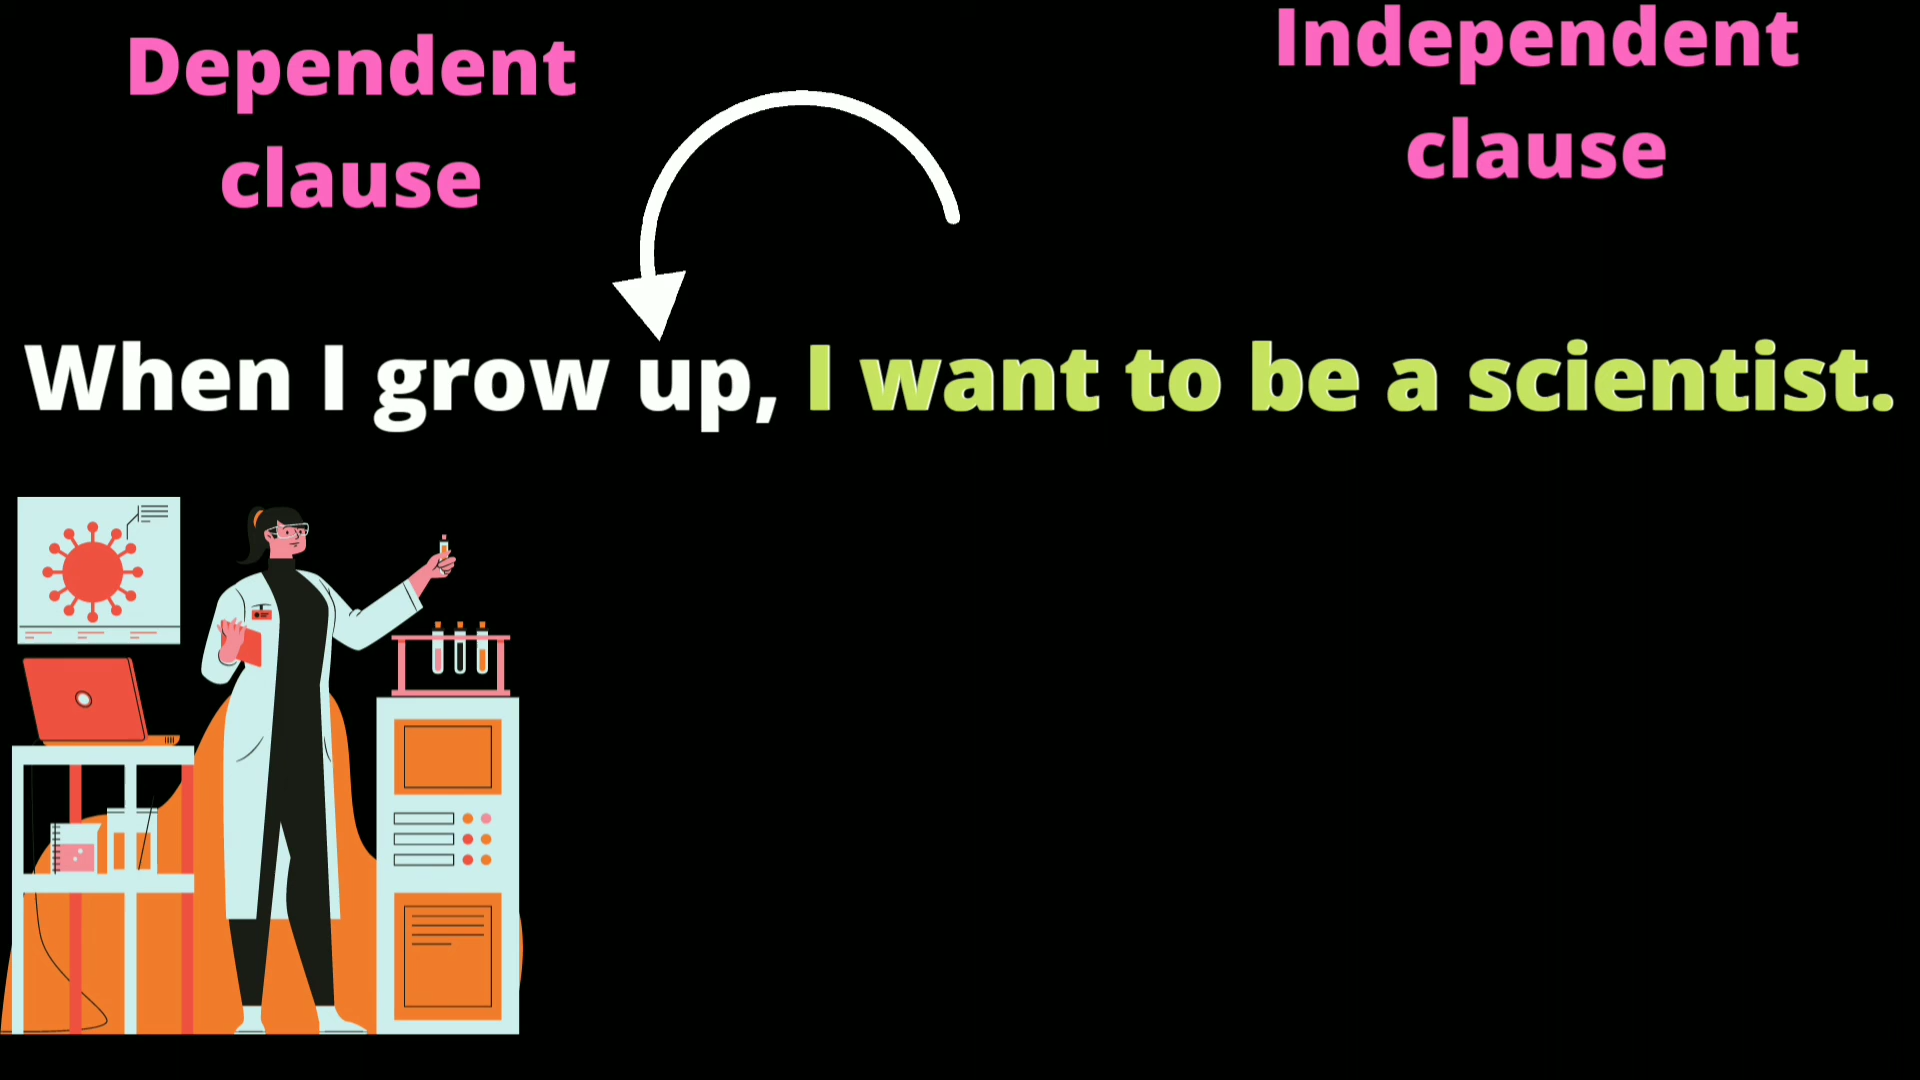 Dependent
clause
Independent
clause
When I grow up, I want to be a scientist.